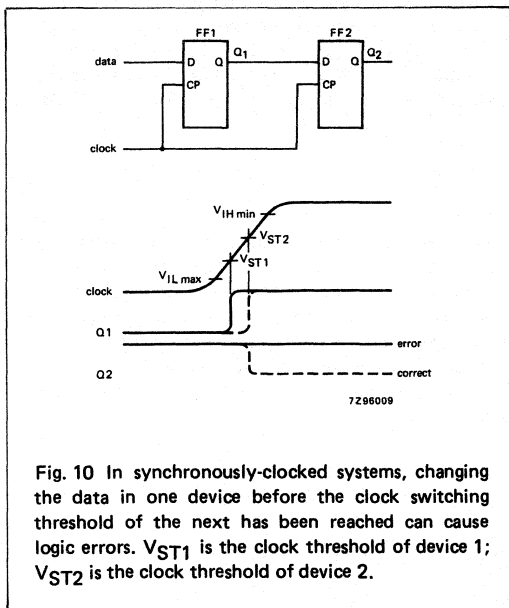 FF1
FF2
data
D
Q
Q1
D
Q
Q2
CP
CP
clock
VIH min
VST2
VST1
VIL max
clock
Q1
error
Q2
correct
7Z96009
Fig. 10 In synchronously-clocked systems, changing
the data in one device before the clock switching
threshold of the next has been reached can cause
logic errors. VST1 is the clock threshold of device 1;
VST2 is the clock threshold of device 2.